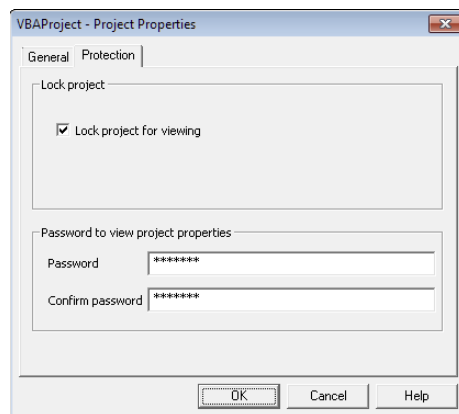 VBAProject - Project Properties
General Protection
Lock project
Lock project for viewing
Password to view project properties
Password *******
Confirm password *******
OK Cancel Help